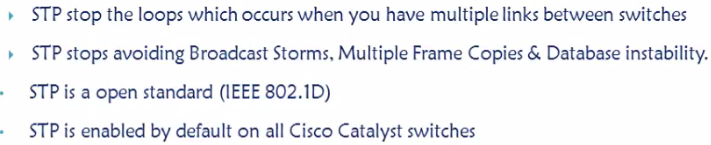 STP stop the loops which occurs when you have multiple links between switches
STP stops avoiding Broadcast Storms, Multiple Frame Copies & Database instability.
STP is a open standard (IEEE 802.1D)
STP is enabled by default on all Cisco Catalyst switches